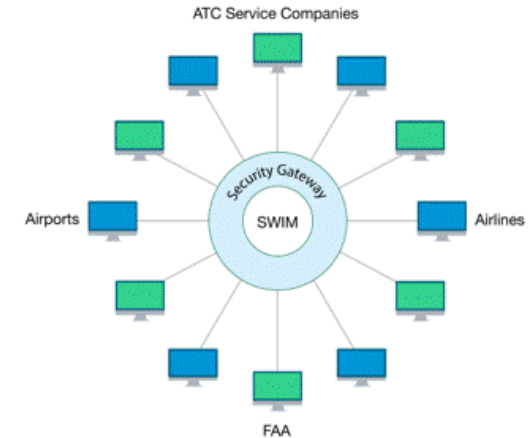 ATC Service Companies
Security Gateway
SWIM
Airports
Airlines
FAA